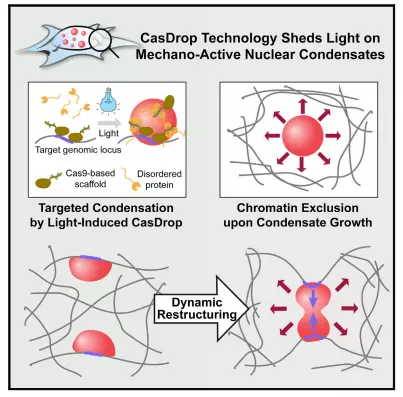 CasDrop Technology Sheds Light on
Mechano-Active Nuclear Condensates
Light
Target genomic locus
Cas9-based
scaffold
Disordered
protein
Targeted Condensation
by Light-Induced CasDrop
Chromatin Exclusion
upon Condensate Growth
Dynamic
Restructuring